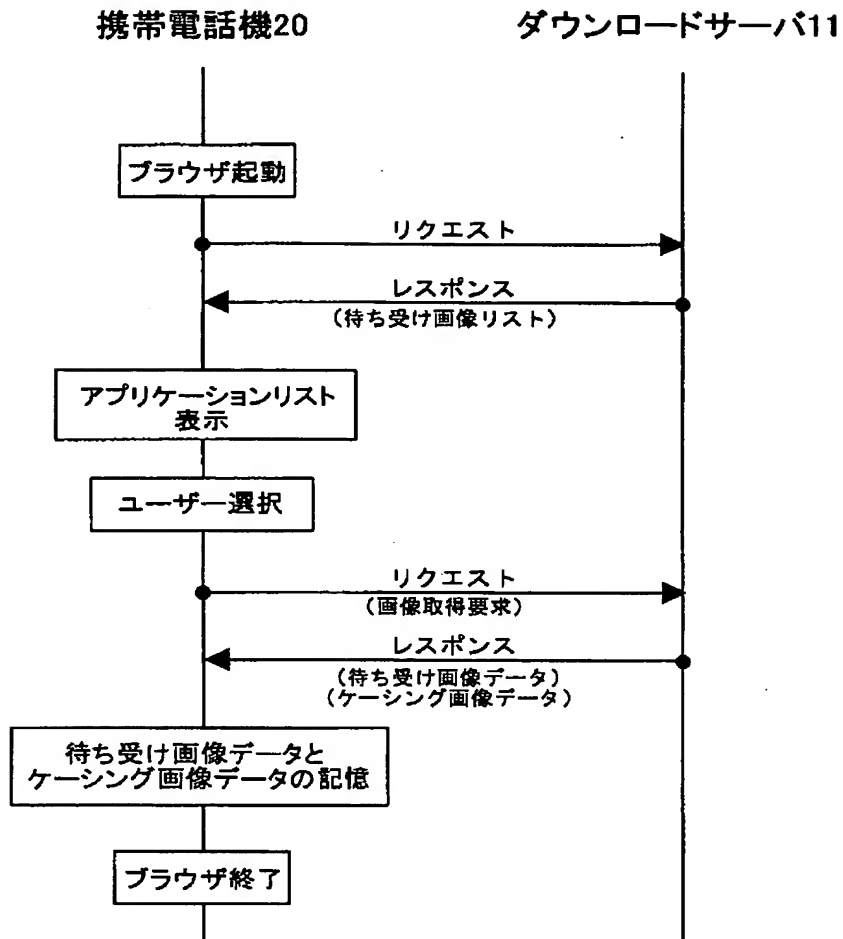 携帯電話機20
ダウンロードサーバ11
ブラウザ起動
リクエスト
レスポンス
(待ち受け画像リスト)
アプリケーションリスト
表示
ユーザー選択
リクエスト
(画像取得要求)
レスポンス
(待ち受け画像データ)
(ケーシング画像データ)
待ち受け画像データと
ケーシング画像データの記憶
ブラウザ終了